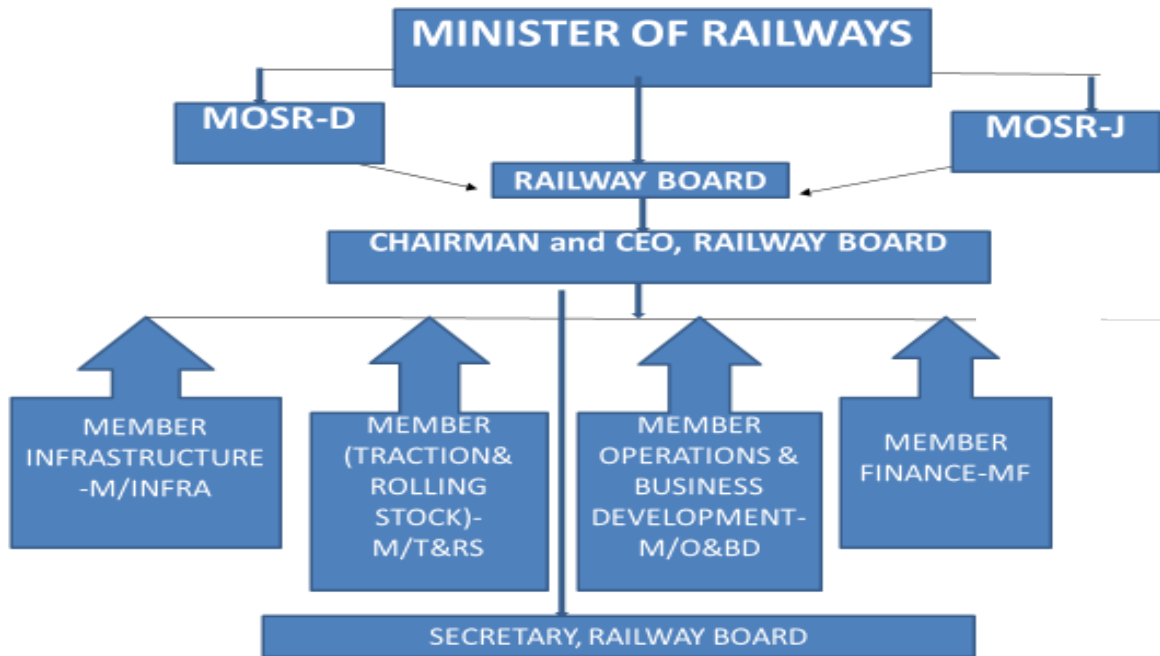 MINISTER OF RAILWAYS
MOSR-D
MOSR-J
RAILWAY BOARD
CHAIRMAN and CEO, RAILWAY BOARD
MEMBER
INFRASTRUCTURE
-M/INFRA
MEMBER
(TRACTION&
ROLLING
STOCK)-
M/T&RS
MEMBER
OPERATIONS &
BUSINESS
DEVELOPMENT-
M/O&BD
MEMBER
FINANCE-MF
SECRETARY, RAILWAY BOARD